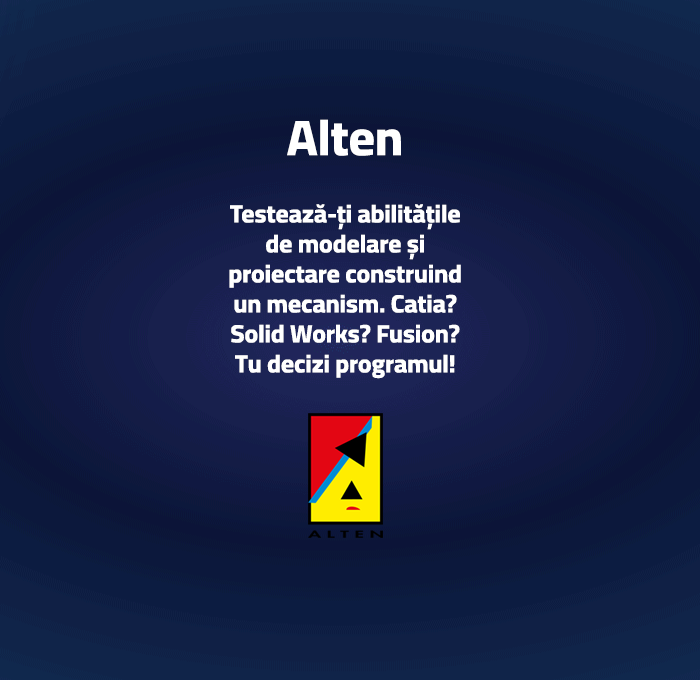 Alten
Testează-ți abilitățile
de modelare și
proiectare construind
un mecanism. Catia?
Solid Works? Fusion?
Tu decizi programul!
ALTEN